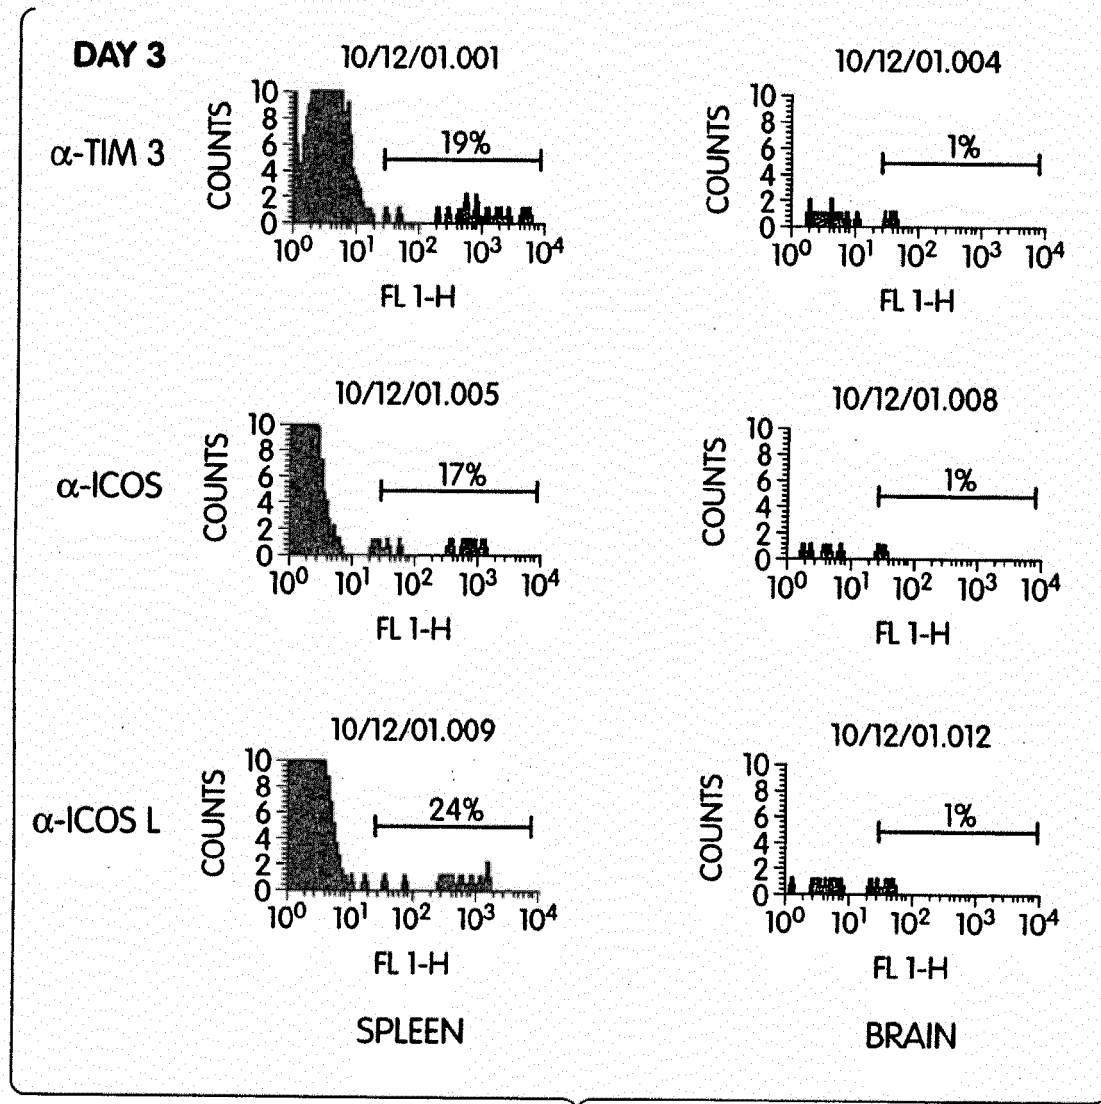 DAY 3
10/12/01.001
10/12/01.004
α-TIM 3
COUNTS
10
8
6
4
2
0
19%
10⁰ 10¹ 10² 10³ 10⁴
FL 1-H
COUNTS
10
8
6
4
2
0
1%
10⁰ 10¹ 10² 10³ 10⁴
FL 1-H
10/12/01.005
10/12/01.008
α-ICOS
COUNTS
10
8
6
4
2
0
17%
10⁰ 10¹ 10² 10³ 10⁴
FL 1-H
COUNTS
10
8
6
4
2
0
1%
10⁰ 10¹ 10² 10³ 10⁴
FL 1-H
10/12/01.009
10/12/01.012
α-ICOS L
COUNTS
10
8
6
4
2
0
24%
10⁰ 10¹ 10² 10³ 10⁴
FL 1-H
COUNTS
10
8
6
4
2
0
1%
10⁰ 10¹ 10² 10³ 10⁴
FL 1-H
SPLEEN
BRAIN